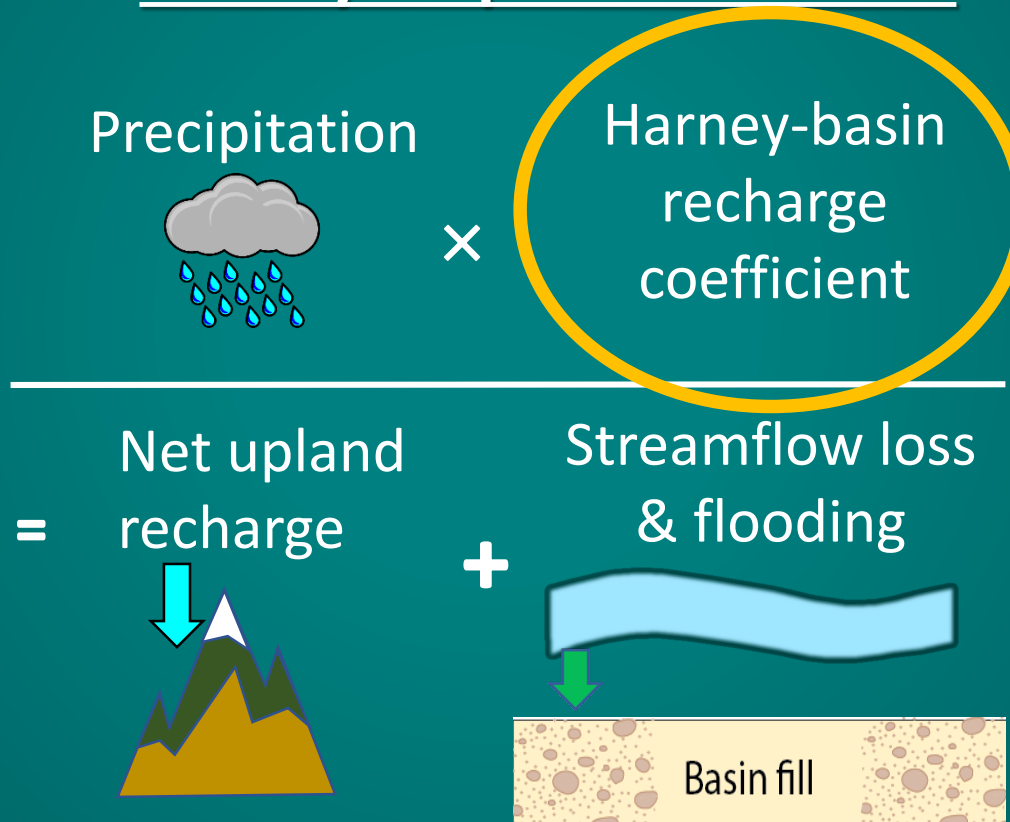 Precipitation
×
Harney-basin
recharge
coefficient
=
Net upland
recharge
+
Streamflow loss
& flooding
Basin fill